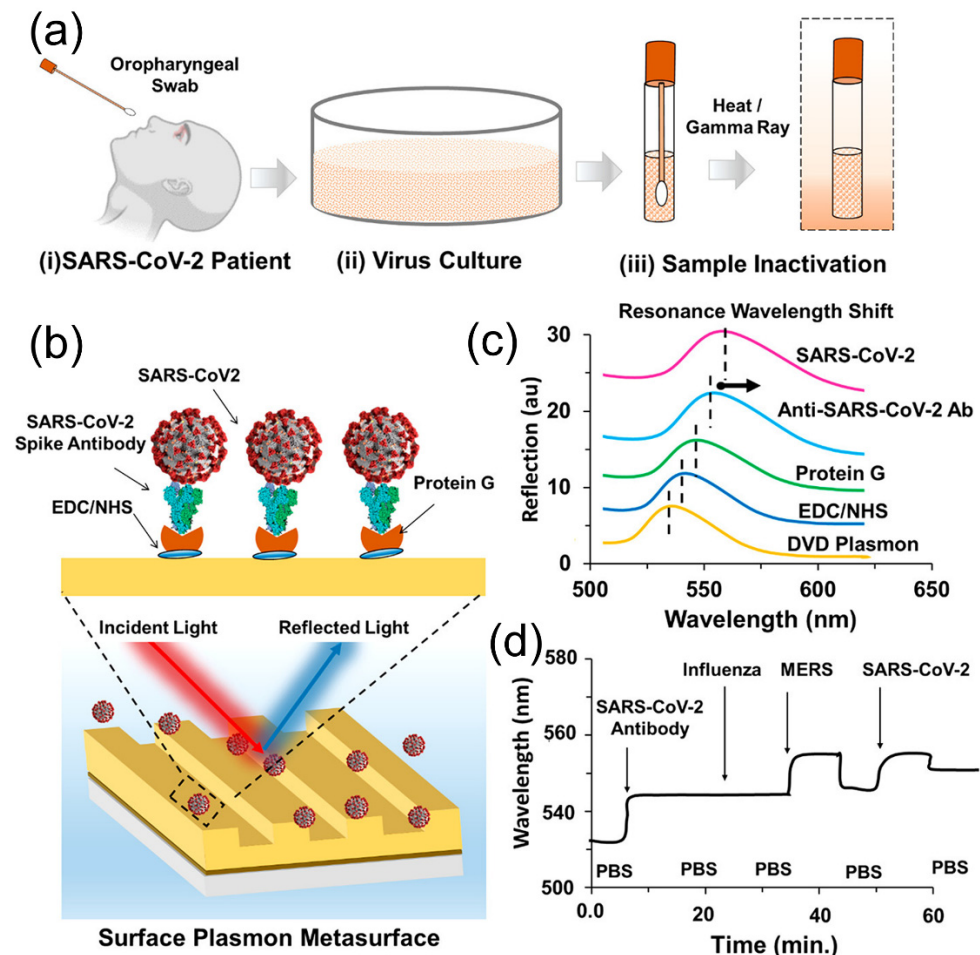 (a)
Oropharyngeal
Swab
Heat /
Gamma Ray
(i)SARS-CoV-2 Patient
(ii) Virus Culture
(iii) Sample Inactivation
(b)
SARS-CoV2
SARS-CoV-2
Spike Antibody
EDC/NHS
Protein G
Incident Light
Reflected Light
Surface Plasmon Metasurface
(c)
Resonance Wavelength Shift
SARS-CoV-2
Anti-SARS-CoV-2 Ab
Protein G
EDC/NHS
DVD Plasmon
Reflection (au)
30
20
10
0
500
550
600
650
Wavelength (nm)
(d)
Influenza
MERS
SARS-CoV-2
SARS-CoV-2
Antibody
Wavelength (nm)
580
560
540
500
PBS
PBS
PBS
PBS
PBS
0.0
20
40
60
Time (min.)